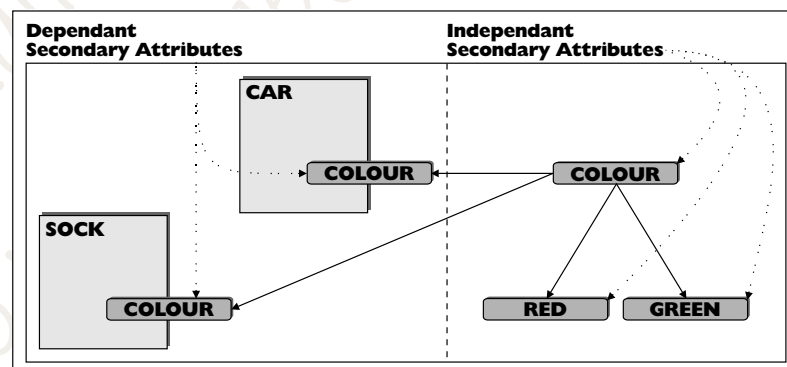 Dependant
Secondary Attributes
Independant
Secondary Attributes
CAR
COLOUR
COLOUR
SOCK
COLOUR
RED
GREEN